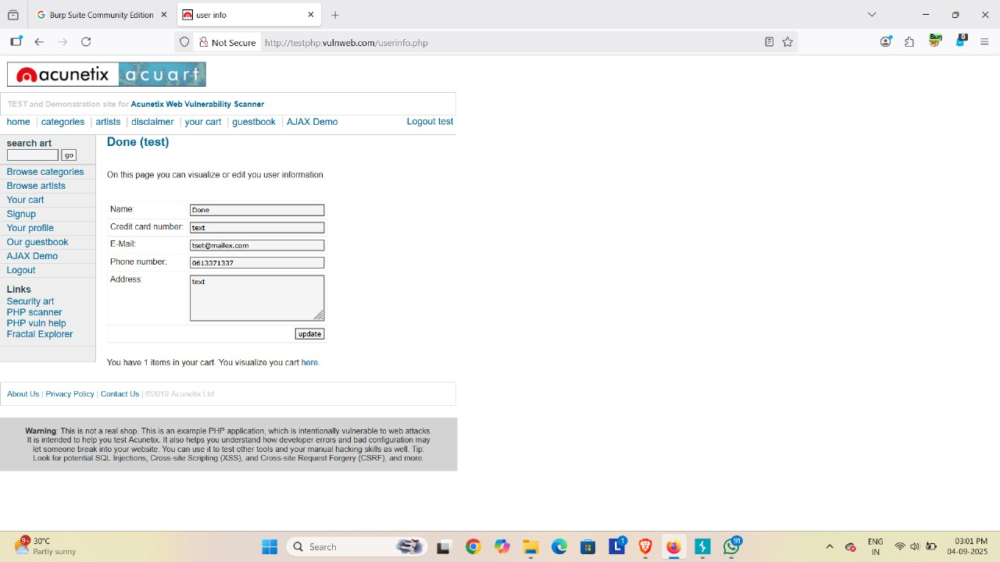 Burp Suite Community Edition
user info
Not Secure
http://testphp.vulnweb.com/userinfo.php
Bur
0
acunetix acuart
TEST and Demonstration site for Acunetix Web Vulnerability Scanner
home | categories | artists | disclaimer | your cart | guestbook | AJAX Demo
Logout test
search art
go
Browse categories
Browse artists
Your cart
Signup
Your profile
Our guestbook
AJAX Demo
Logout
Links
Security art
PHP scanner
PHP vuln help
Fractal Explorer
Done (test)
On this page you can visualize or edit you user information.
Name: Done
Credit card number: text
E-Mail: tset@mailex.com
Phone number: 0613371337
Address: text
update
You have 1 items in your cart. You visualize you cart here.
About Us | Privacy Policy | Contact Us | ©2019 Acunetix Ltd
Warning: This is not a real shop. This is an example PHP application, which is intentionally vulnerable to web attacks.
It is intended to help you test Acunetix. It also helps you understand how developer errors and bad configuration may
let someone break into your website. You can use it to test other tools and your manual hacking skills as well. Tip:
Look for potential SQL Injections, Cross-site Scripting (XSS), and Cross-site Request Forgery (CSRF), and more.
9+
30°C
Partly sunny
Search
L
1
91
ENG
IN
03:01 PM
04-09-2025